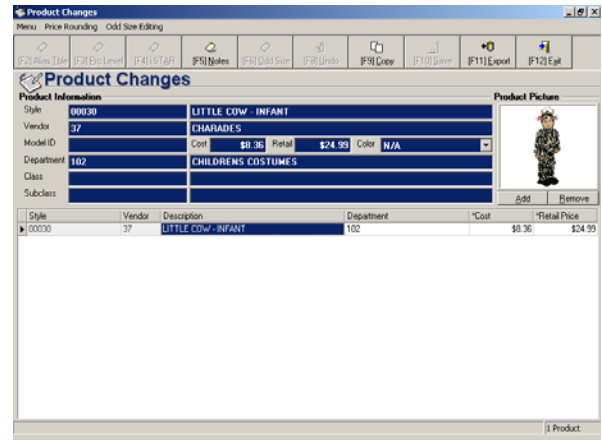 Product Changes
Menu Price Rounding Odd Size Editing
[F2] Alias Tble [F3] Bio Level [F4] i STAR [F5] Notes [F6] Odd Size [F8] Undo [F9] Copy [F10] Save [F11] Export [F12] Exit
Product Changes
Product Information Product Picture
Style 00030 LITTLE COW - INFANT
Vendor 37 CHARADES
Model ID Cost $8.36 Retail $24.99 Color N/A
Department 102 CHILDRENS COSTUMES
Class
Subclass
Add Remove
Style Vendor Description Department *Cost *Retail Price
00030 37 LITTLE COW - INFANT 102 $8.36 $24.99
1 Product